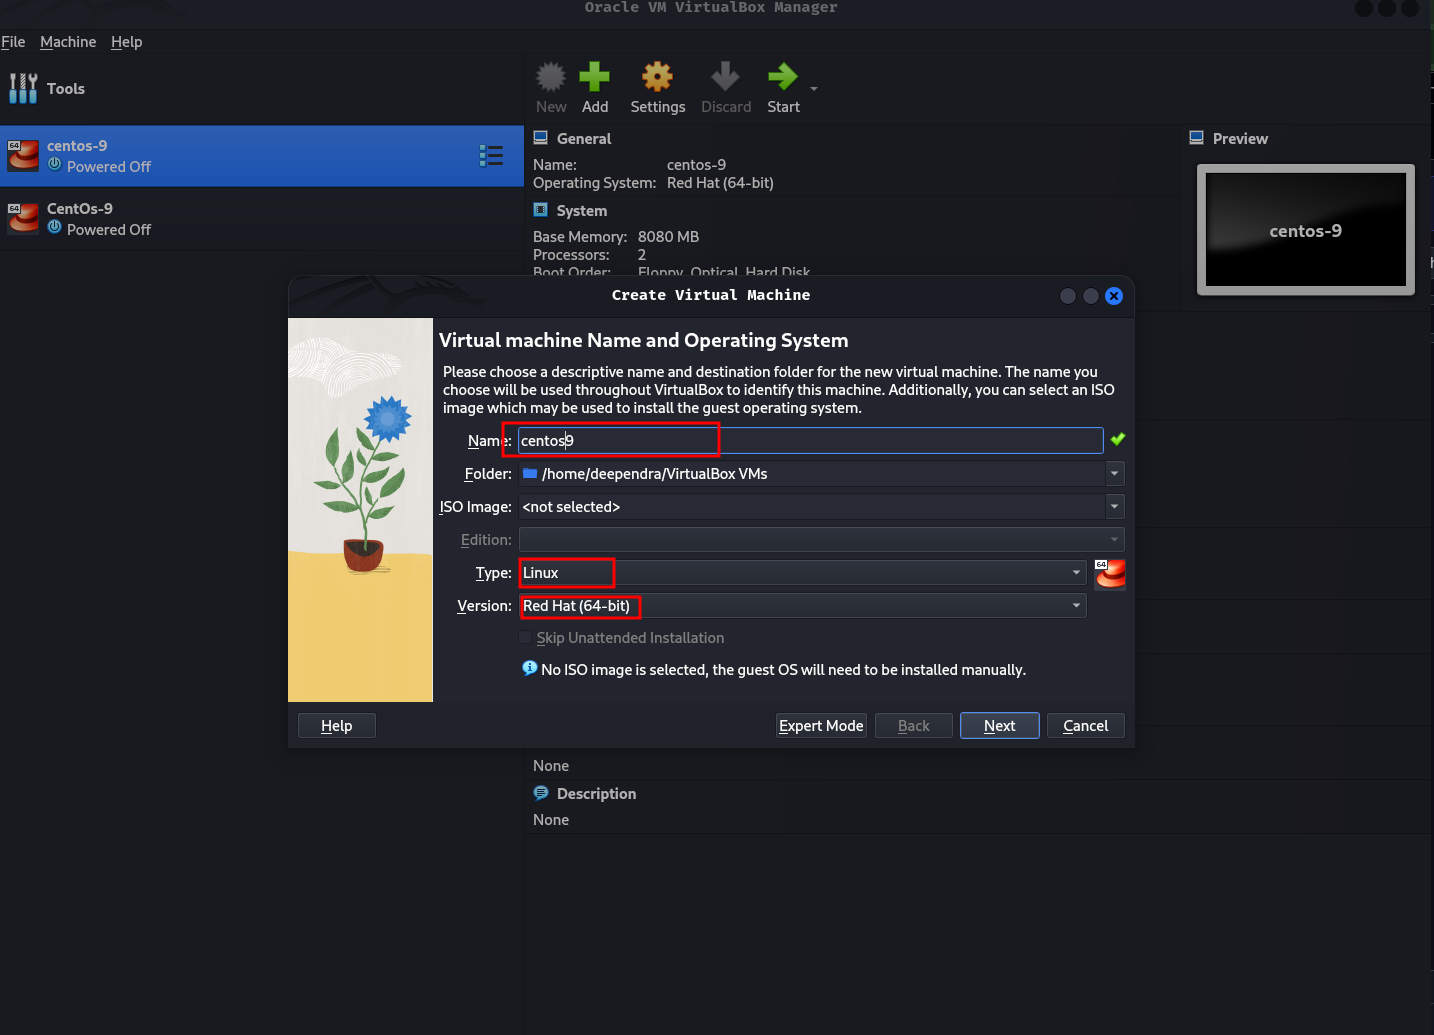 Oracle VM VirtualBox Manager
File Machine Help
Tools
New Add Settings Discard Start
64 centos-9
Powered Off
64 CentOs-9
Powered Off
General
Name: centos-9
Operating System: Red Hat (64-bit)
System
Base Memory: 8080 MB
Processors: 2
Boot Order: Floppy, Optical, Hard Disk
Preview
centos-9
Create Virtual Machine
Virtual machine Name and Operating System
Please choose a descriptive name and destination folder for the new virtual machine. The name you
choose will be used throughout VirtualBox to identify this machine. Additionally, you can select an ISO
image which may be used to install the guest operating system.
Name: centos9
Folder: /home/deependra/VirtualBox VMs
ISO Image: <not selected>
Edition:
Type: Linux 64
Version: Red Hat (64-bit)
Skip Unattended Installation
No ISO image is selected, the guest OS will need to be installed manually.
Help Expert Mode Back Next Cancel
None
Description
None